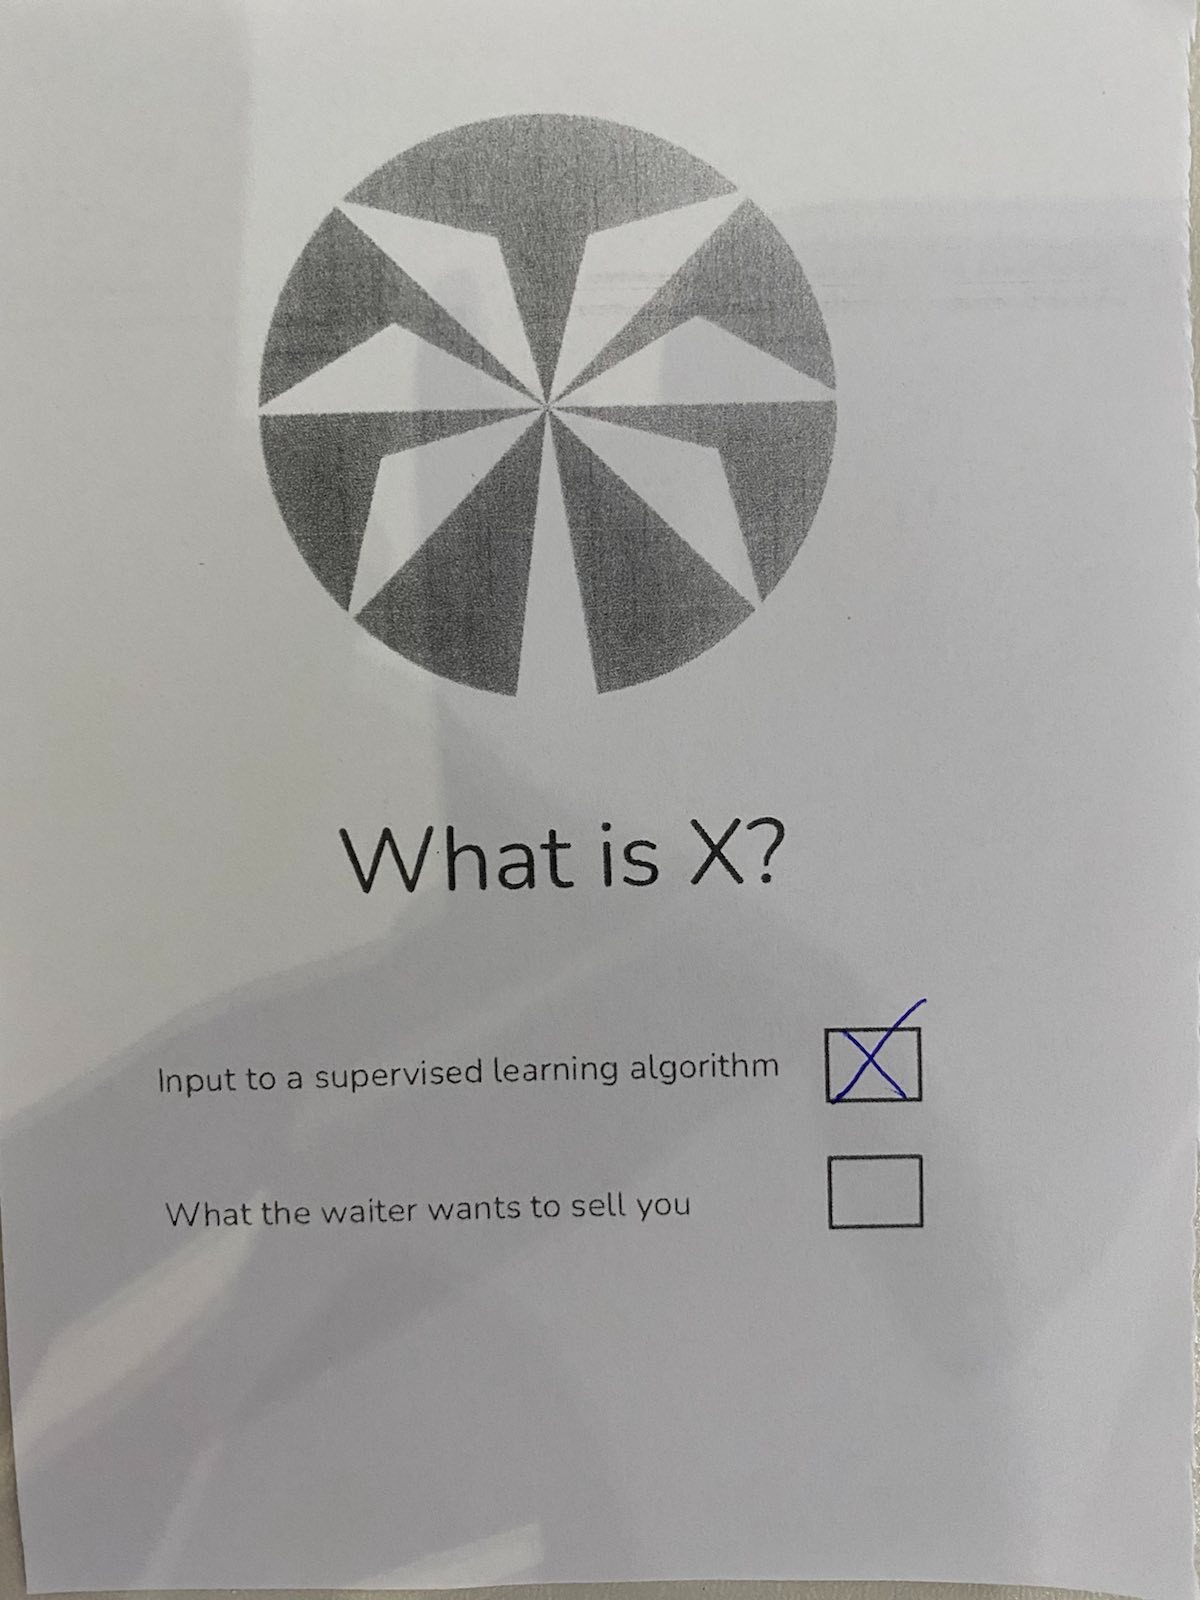 What is X?
Input to a supervised learning algorithm
What the waiter wants to sell you